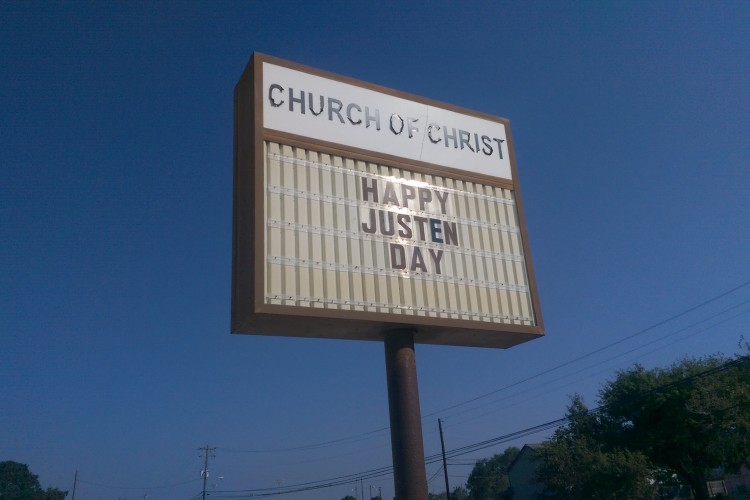 CHURCH OF CHRIST
HAPPY
JUSTEN
DAY